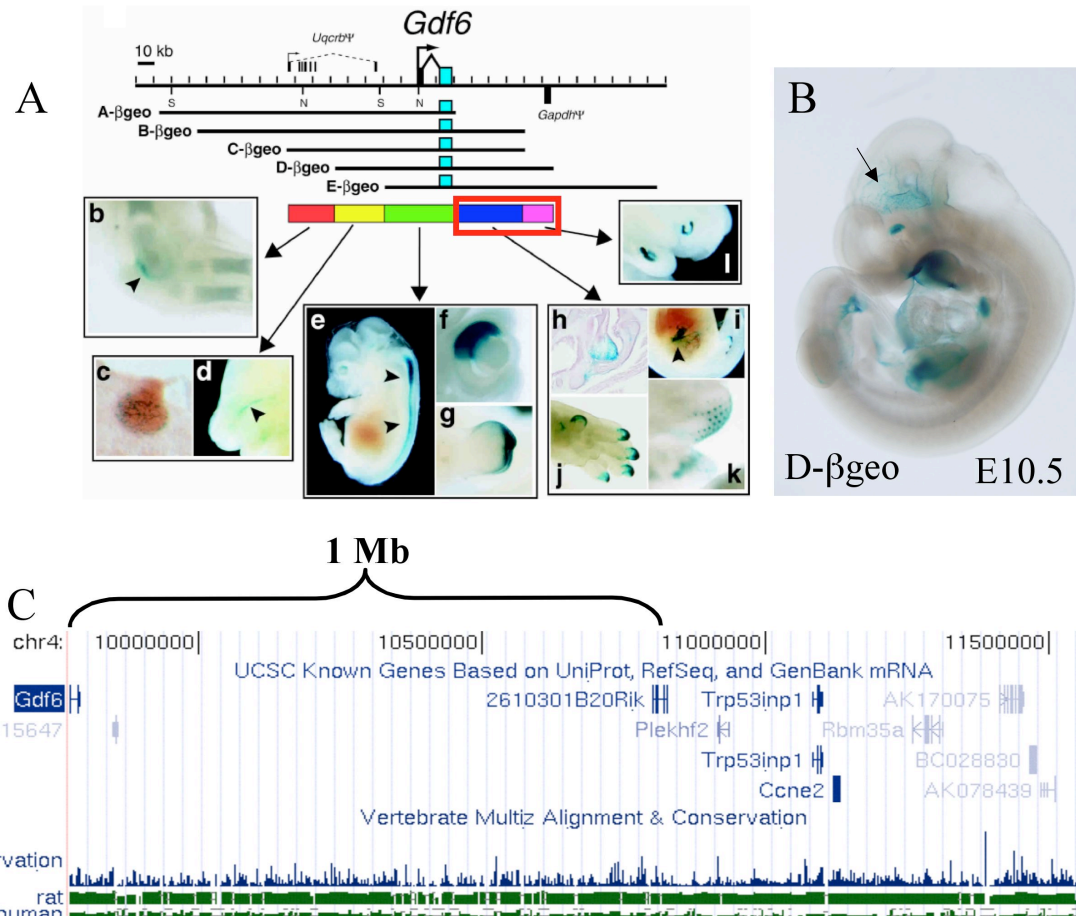 A
Gdf6
10 kb
UqcrbΨ
S
N
S
N
GapdhΨ
A-βgeo
B-βgeo
C-βgeo
D-βgeo
E-βgeo
b
c
d
e
f
g
h
i
j
k
l
B
D-βgeo E10.5
1 Mb
C
chr4: 10000000 10500000 11000000 11500000
UCSC Known Genes Based on UniProt, RefSeq, and GenBank mRNA
Gdf6 2610301B20Rik Trp53inp1 AK170075
15647 Plekhf2 Rbm35a
Trp53inp1 BC028830
Ccne2 AK078439
Vertebrate Multiz Alignment & Conservation
rvation
rat
human